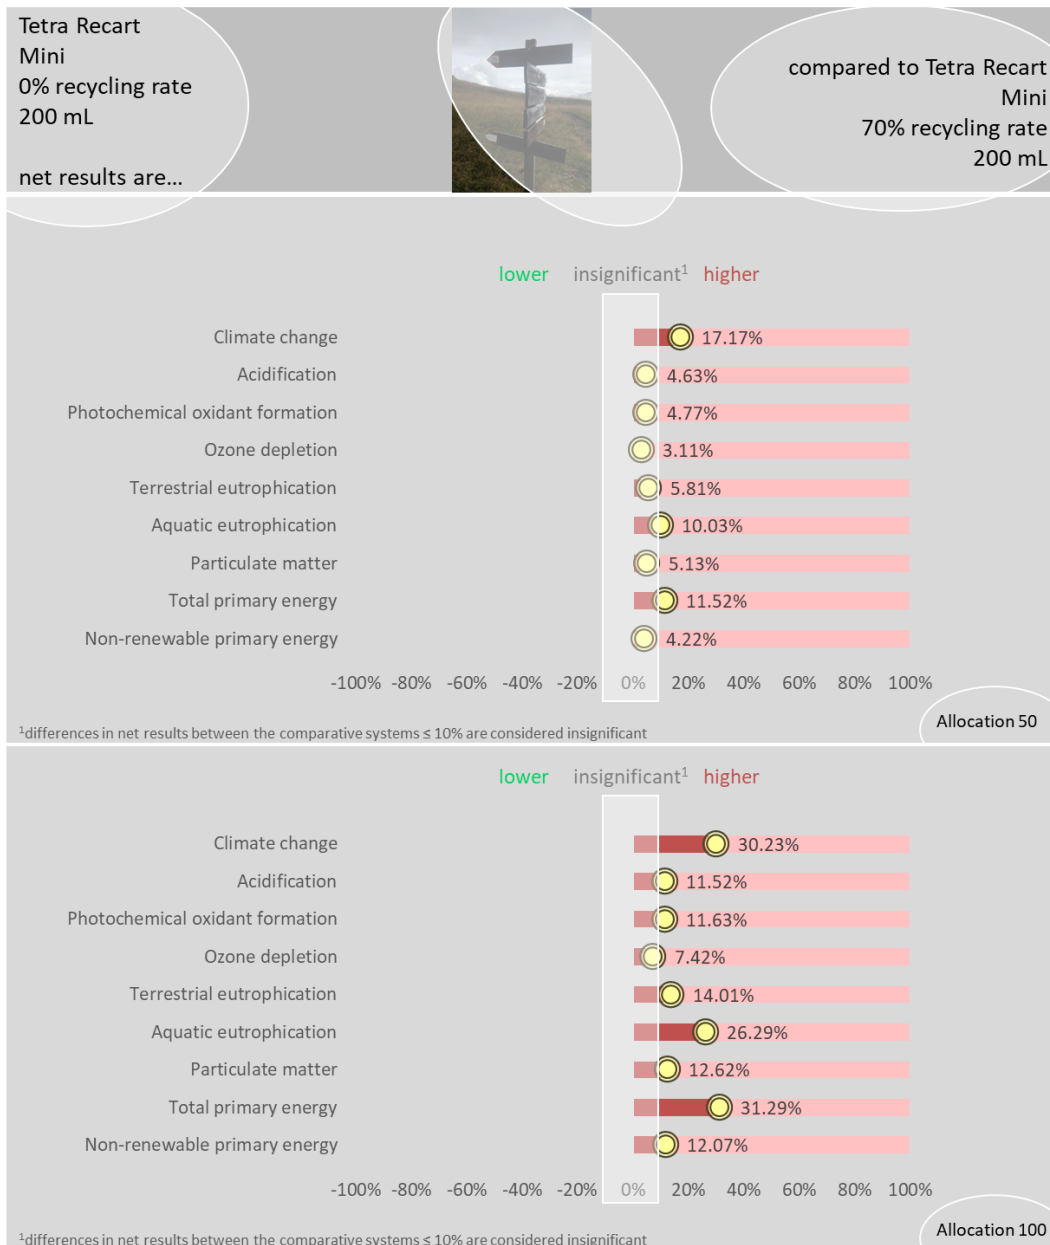 Tetra Recart
Mini
0% recycling rate
200 mL
net results are...
compared to Tetra Recart
Mini
70% recycling rate
200 mL
lower insignificant¹ higher
Climate change 17.17%
Acidification 4.63%
Photochemical oxidant formation 4.77%
Ozone depletion 3.11%
Terrestrial eutrophication 5.81%
Aquatic eutrophication 10.03%
Particulate matter 5.13%
Total primary energy 11.52%
Non-renewable primary energy 4.22%
-100% -80% -60% -40% -20% 0% 20% 40% 60% 80% 100%
Allocation 50
¹differences in net results between the comparative systems ≤ 10% are considered insignificant
lower insignificant¹ higher
Climate change 30.23%
Acidification 11.52%
Photochemical oxidant formation 11.63%
Ozone depletion 7.42%
Terrestrial eutrophication 14.01%
Aquatic eutrophication 26.29%
Particulate matter 12.62%
Total primary energy 31.29%
Non-renewable primary energy 12.07%
-100% -80% -60% -40% -20% 0% 20% 40% 60% 80% 100%
Allocation 100
¹differences in net results between the comparative systems ≤ 10% are considered insignificant